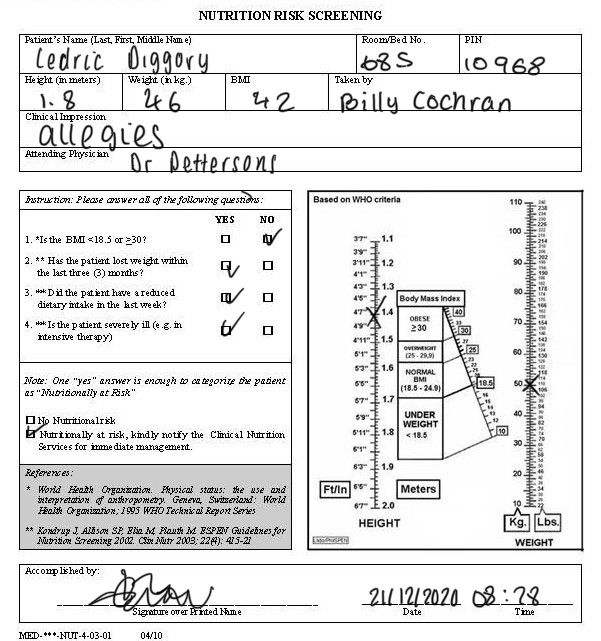 NUTRITION RISK SCREENING
Patient's Name (Last, First, Middle Name) Room/Bed No. PIN
Cedric Diggory 68S 10968
Height (in meters) Weight (in kg.) BMI Taken by
1.8 46 42 Billy Cochran
Clinical Impression
allegies
Attending Physician
Dr Dettersons
Instruction: Please answer all of the following questions:
YES NO
1. *Is the BMI <18.5 or ≥30?
2. ** Has the patient lost weight within
the last three (3) months?
3. **Did the patient have a reduced
dietary intake in the last week?
4. **Is the patient severely ill (e.g. in
intensive therapy)
Note: One "yes" answer is enough to categorize the patient
as "Nutritionally at Risk"
No Nutritional risk
Nutritionally at risk, kindly notify the Clinical Nutrition
Services for immediate management.
References:
* World Health Organization. Physical status: the use and
interpretation of anthropometry. Geneva, Switzerland: World
Health Organization; 1995 WHO Technical Report Series
** Kondrup J, Allison SP, Elia M, Plauth M. ESPEN Guidelines for
Nutrition Screening 2002. Clin Nutr 2003; 22(4): 415-21
Based on WHO criteria
3'7" 1.1
3'9"
3'11" 1.2
4'1"
4'3" 1.3
4'5"
4'7" 1.4
4'9"
4'11" 1.5
5'1"
5'3" 1.6
5'5"
5'7" 1.7
5'9"
5'11" 1.8
6'1"
6'3" 1.9
6'5"
6'7" 2.0
Ft/In Meters
HEIGHT
Body Mass Index
OBESE
≥30
OVERWEIGHT
(25 - 29,9)
NORMAL
BMI
(18.5 - 24.9)
UNDER
WEIGHT
< 18.5
40
30
25
18.5
10
110
100
90
80
70
60
50
40
30
20
10
Kg. Lbs.
WEIGHT
Accomplished by:
21/12/2020 08:28
Signature over Printed Name Date Time
MED-***-NUT-4-03-01 04/10